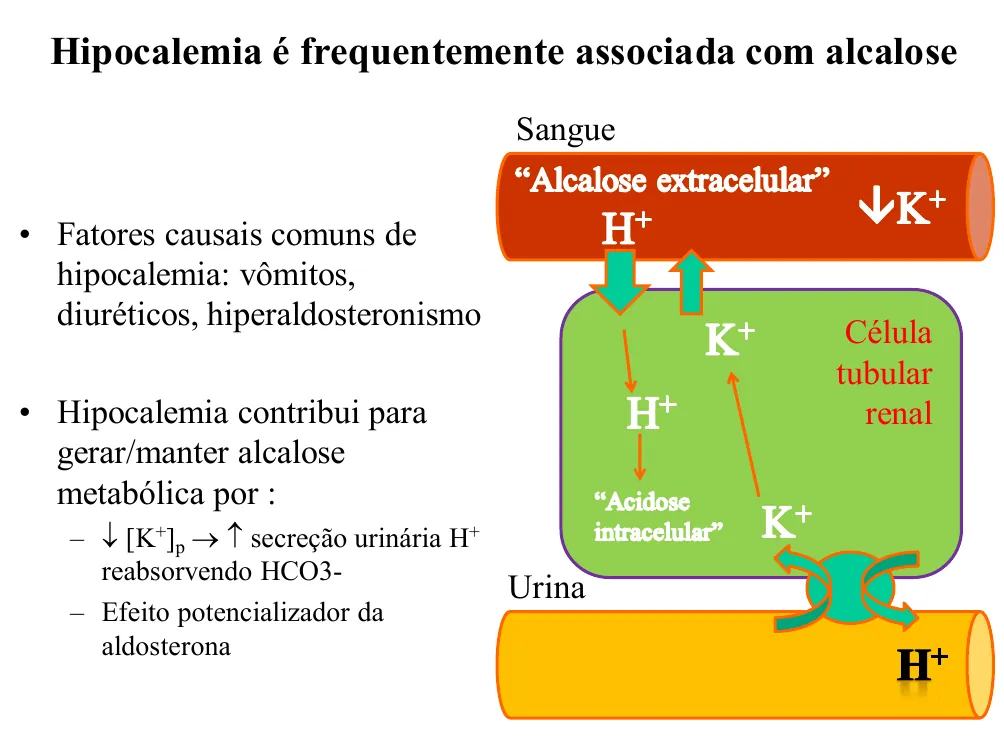 Hipocalemia é frequentemente associada com alcalose
• Fatores causais comuns de
hipocalemia: vômitos,
diuréticos, hiperaldosteronismo
• Hipocalemia contribui para
gerar/manter alcalose
metabólica por :
– ↓ [K⁺]ₚ → ↑ secreção urinária H⁺
reabsorvendo HCO3-
– Efeito potencializador da
aldosterona
Sangue
“Alcalose extracelular”
H⁺
↓K⁺
K⁺
Célula
tubular
renal
H⁺
“Acidose
intracelular”
K⁺
Urina
H⁺